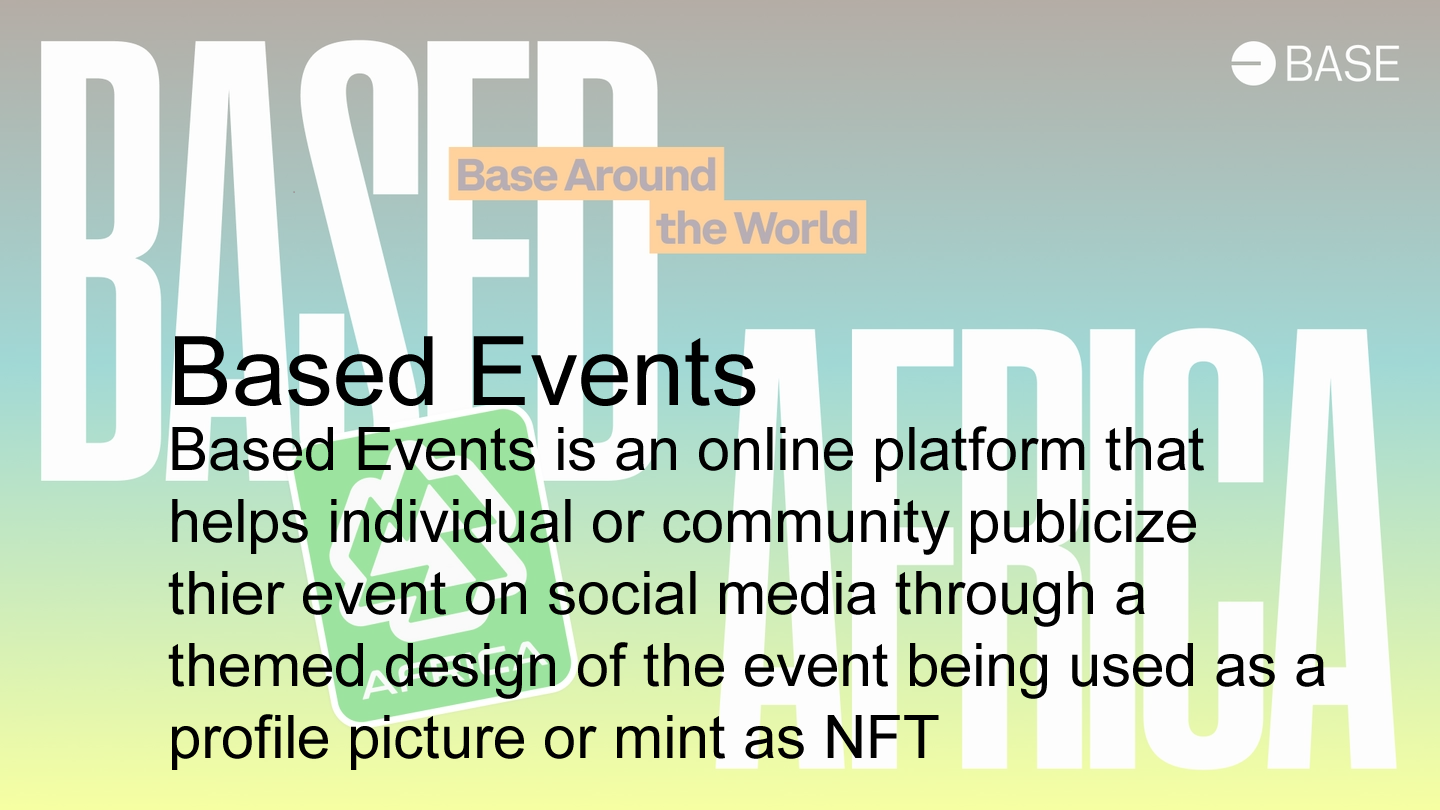 BASED
BASE
Base Around
the World
AFRICA
Based Events
Based Events is an online platform that
helps individual or community publicize
thier event on social media through a
themed design of the event being used as a
profile picture or mint as NFT
AFRICA